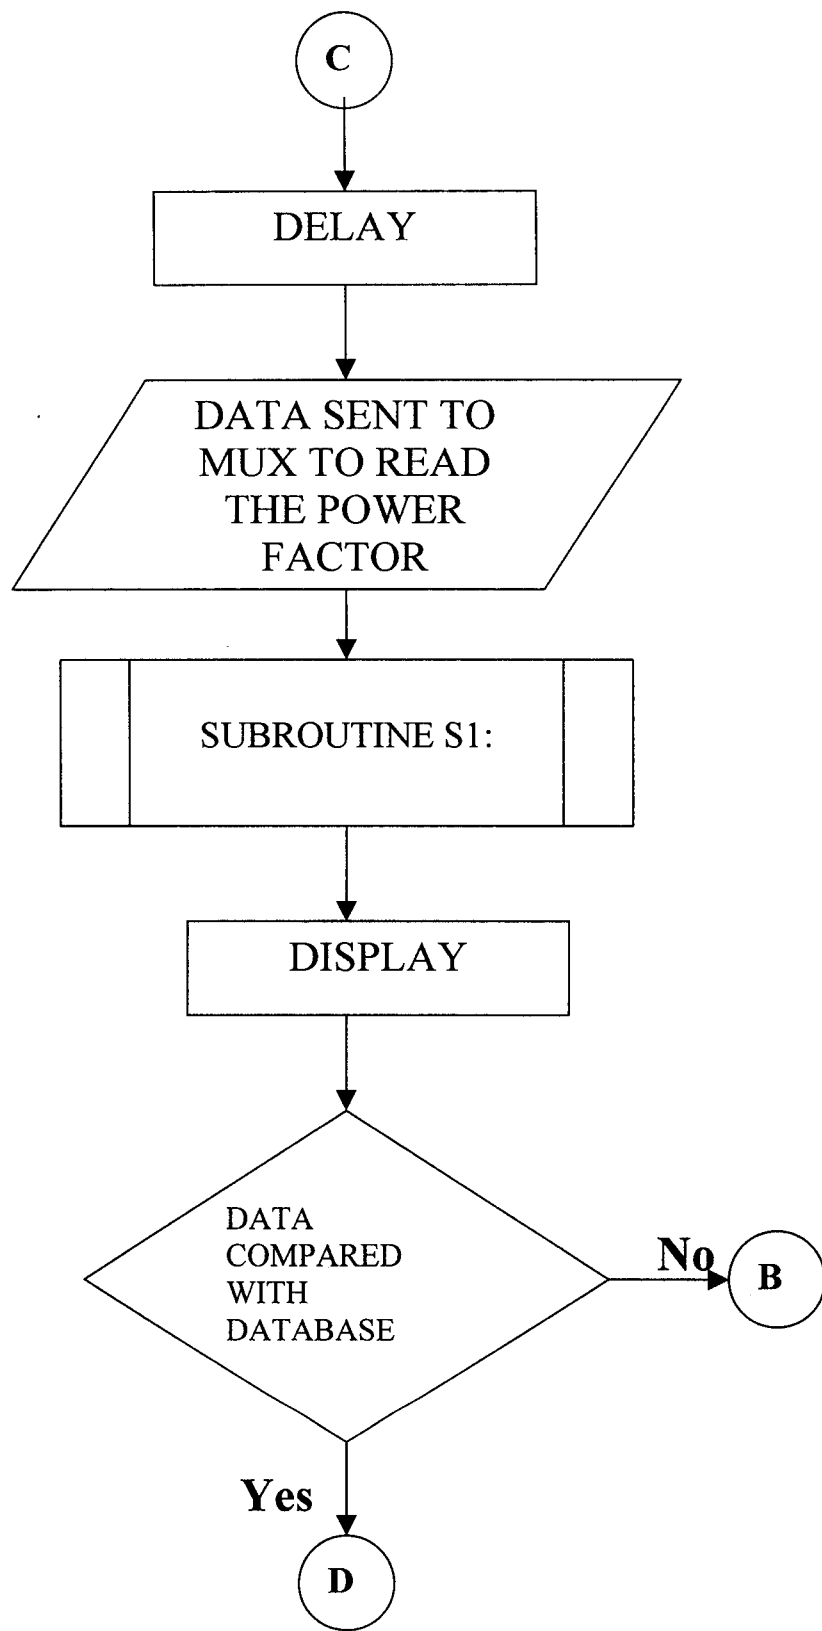 C
DELAY
DATA SENT TO
MUX TO READ
THE POWER
FACTOR
SUBROUTINE S1:
DISPLAY
DATA
COMPARED
WITH
DATABASE
No
B
Yes
D